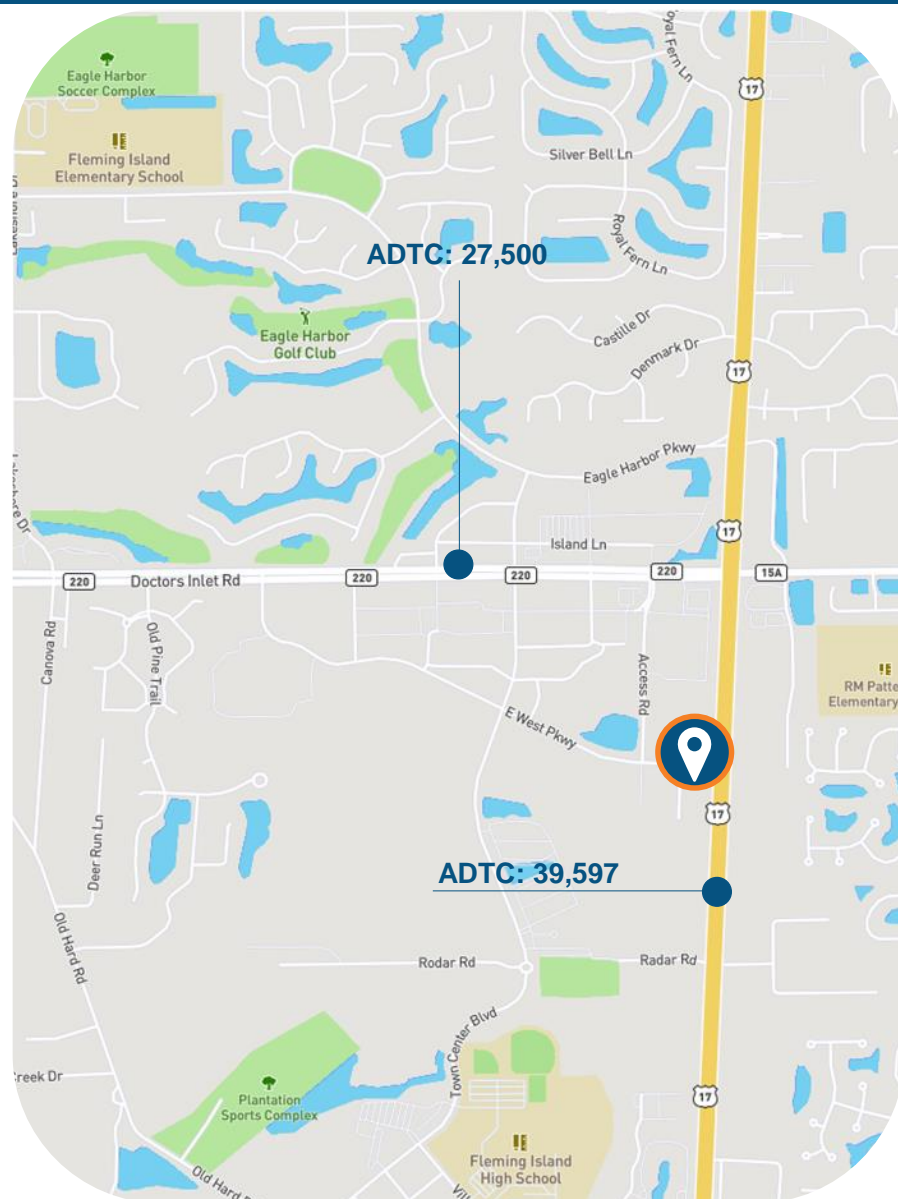 Royal Fern Ln
Eagle Harbor
Soccer Complex
17
Fleming Island
Elementary School
Silver Bell Ln
Royal Fern Ln
ADTC: 27,500
Eagle Harbor
Golf Club
Castille Dr
Denmark Dr
17
Eagle Harbor Pkwy
17
Island Ln
220
Doctors Inlet Rd
220
220
220
15A
Canova Rd
Old Pine Trail
Access Rd
RM Patte
Elementary
E West Pkwy
17
Deer Run Ln
ADTC: 39,597
Old Hard Rd
Rodar Rd
Radar Rd
Town Center Blvd
reek Dr
Plantation
Sports Complex
17
Fleming Island
High School
Old Hard R